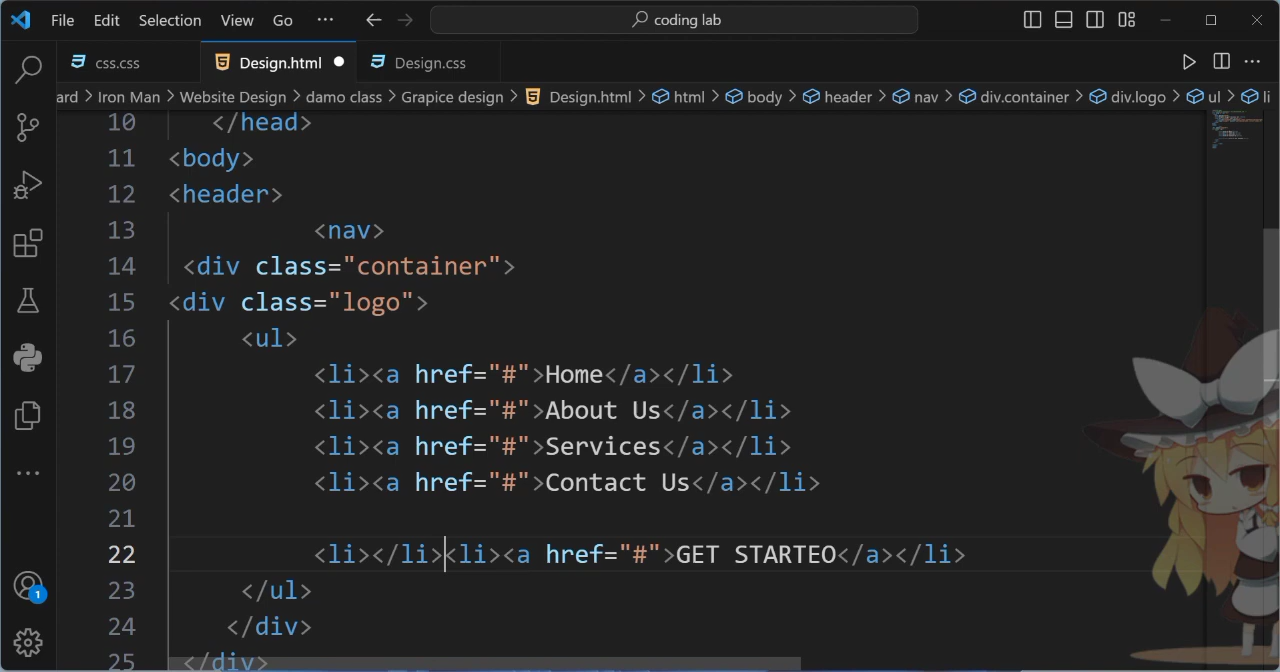 File Edit Selection View Go ··· coding lab
css.css Design.html Design.css
ard > Iron Man > Website Design > damo class > Grapice design > Design.html > html > body > header > nav > div.container > div.logo > ul > li
10 </head>
11 <body>
12 <header>
13 <nav>
14 <div class="container">
15 <div class="logo">
16 <ul>
17 <li><a href="#">Home</a></li>
18 <li><a href="#">About Us</a></li>
19 <li><a href="#">Services</a></li>
20 <li><a href="#">Contact Us</a></li>
21
22 <li></li><li><a href="#">GET STARTEO</a></li>
23 </ul>
24 </div>
25 </div>
1